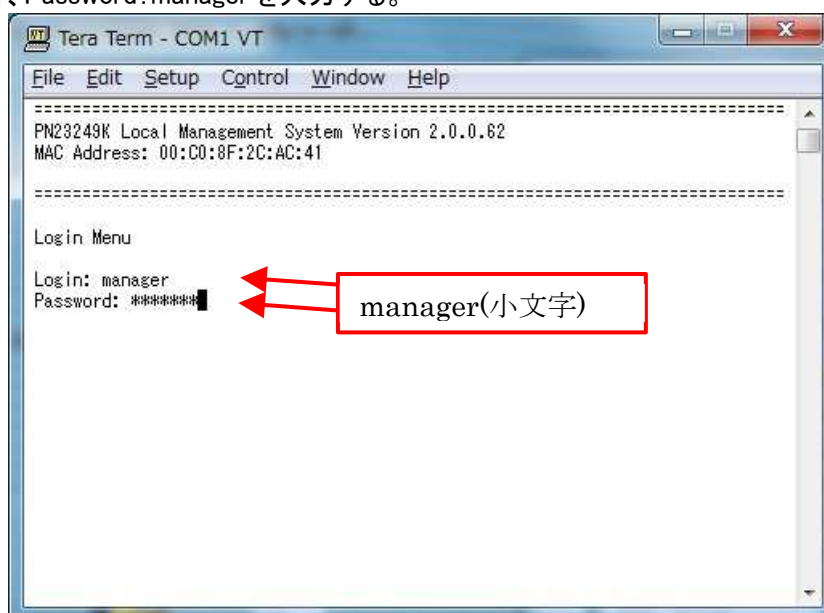 、Password:manager を入力する。
Tera Term - COM1 VT
File Edit Setup Control Window Help
==========================================================================
PN23249K Local Management System Version 2.0.0.62
MAC Address: 00:C0:8F:2C:AC:41
==========================================================================
Login Menu
Login: manager
Password: *******
manager(小文字)